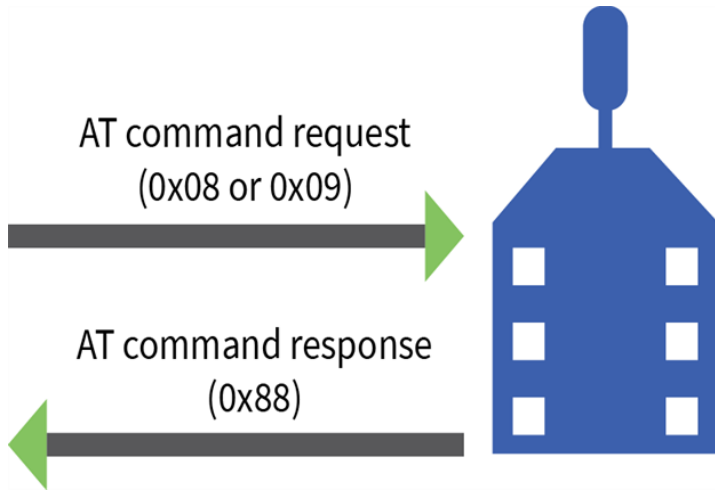 AT command request
(0x08 or 0x09)
AT command response
(0x88)